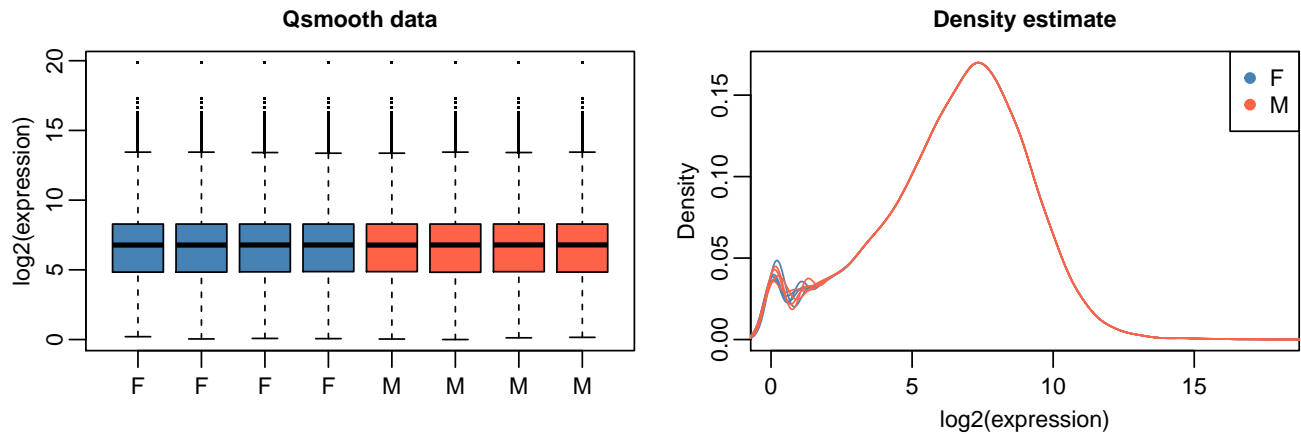 Qsmooth data
log2(expression)
20
15
10
5
0
F F F F M M M M
Density estimate
Density
0.15
0.10
0.05
0.00
0 5 10 15
log2(expression)
F
M